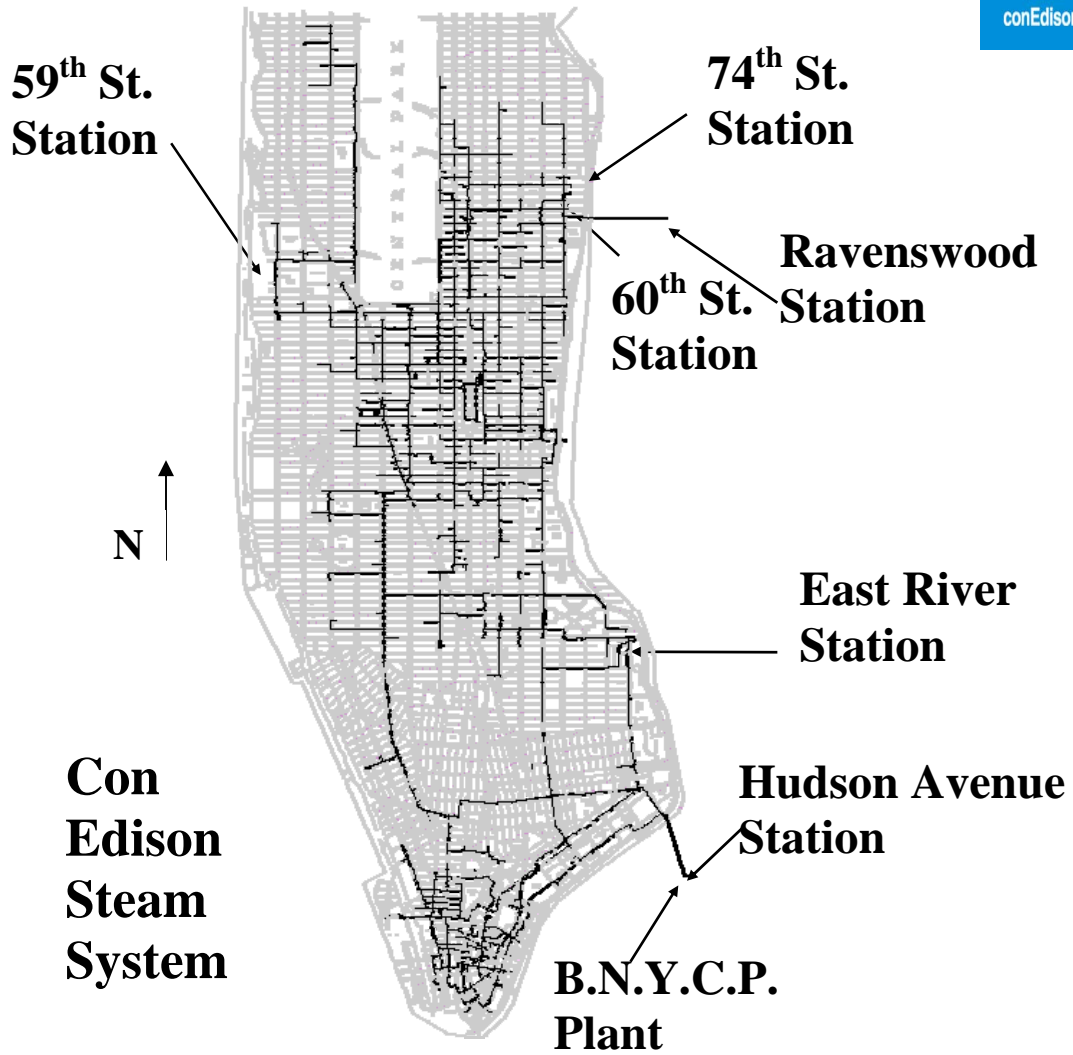 conEdison
59th St.
Station
74th St.
Station
Ravenswood
Station
60th St.
Station
N
East River
Station
Hudson Avenue
Station
Con
Edison
Steam
System
B.N.Y.C.P.
Plant